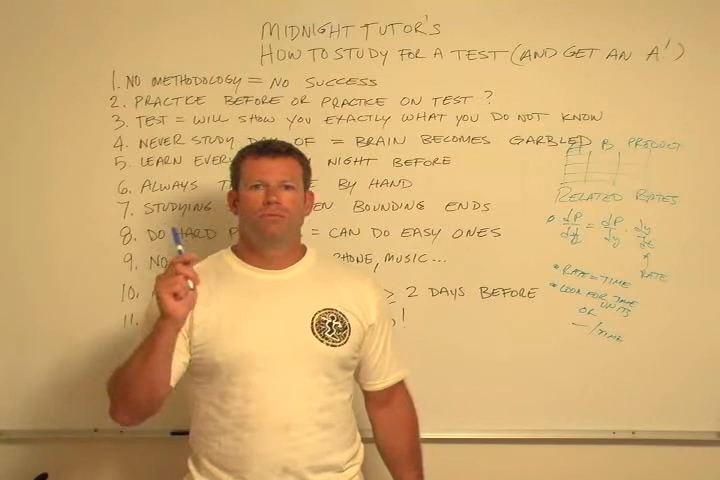 MIDNIGHT TUTOR'S
HOW TO STUDY FOR A TEST (AND GET AN A!)
1. NO METHODOLOGY = NO SUCCESS
2. PRACTICE BEFORE OR PRACTICE ON TEST?
3. TEST = WILL SHOW YOU EXACTLY WHAT YOU DO NOT KNOW
4. NEVER STUDY DAY OF = BRAIN BECOMES GARBLED
5. LEARN EVERY NIGHT BEFORE
6. ALWAYS BY HAND
7. STUDYING BOUNDING ENDS
8. DO HARD = CAN DO EASY ONES
9. NO PHONE, MUSIC...
10. ≥ 2 DAYS BEFORE
11. !
A B PRODUCT
RELATED RATES
dP/dt = dP/dy · dy/dt
RATE
* RATE = TIME
* LOOK FOR TIME UNITS
OR
—/TIME